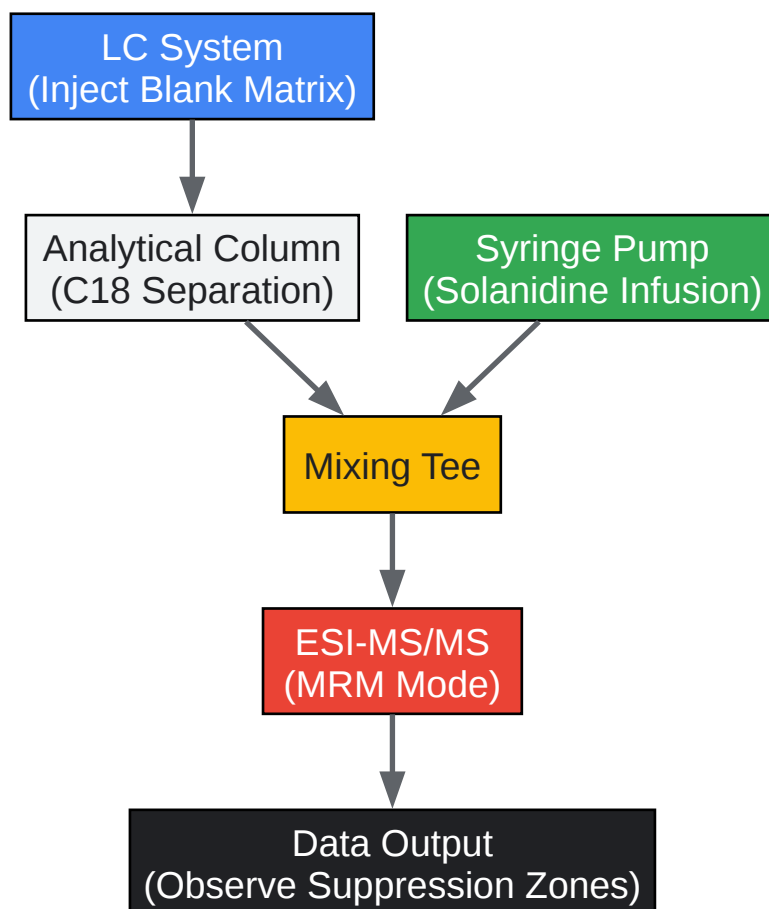 LC System
(Inject Blank Matrix)
Analytical Column
(C18 Separation)
Syringe Pump
(Solanidine Infusion)
Mixing Tee
ESI-MS/MS
(MRM Mode)
Data Output
(Observe Suppression Zones)